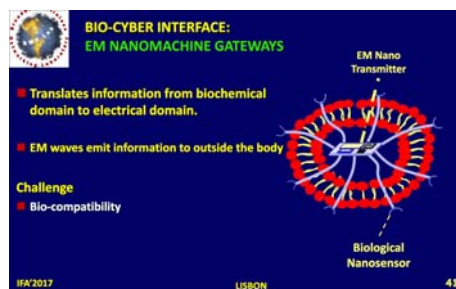 BIO-CYBER INTERFACE:
EM NANOMACHINE GATEWAYS
Translates information from biochemical
domain to electrical domain.
EM waves emit information to outside the body
Challenge
Bio-compatibility
EM Nano
Transmitter
Biological
Nanosensor
IFA'2017
LISBON
41